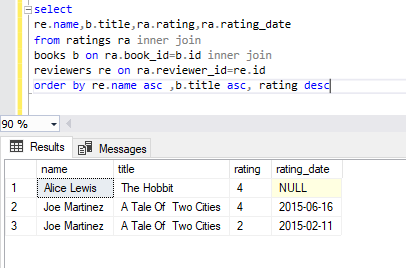 select
re.name,b.title,ra.rating,ra.rating_date
from ratings ra inner join
books b on ra.book_id=b.id inner join
reviewers re on ra.reviewer_id=re.id
order by re.name asc ,b.title asc, rating desc
90 %
Results Messages
name title rating rating_date
1 Alice Lewis The Hobbit 4 NULL
2 Joe Martinez A Tale Of Two Cities 4 2015-06-16
3 Joe Martinez A Tale Of Two Cities 2 2015-02-11